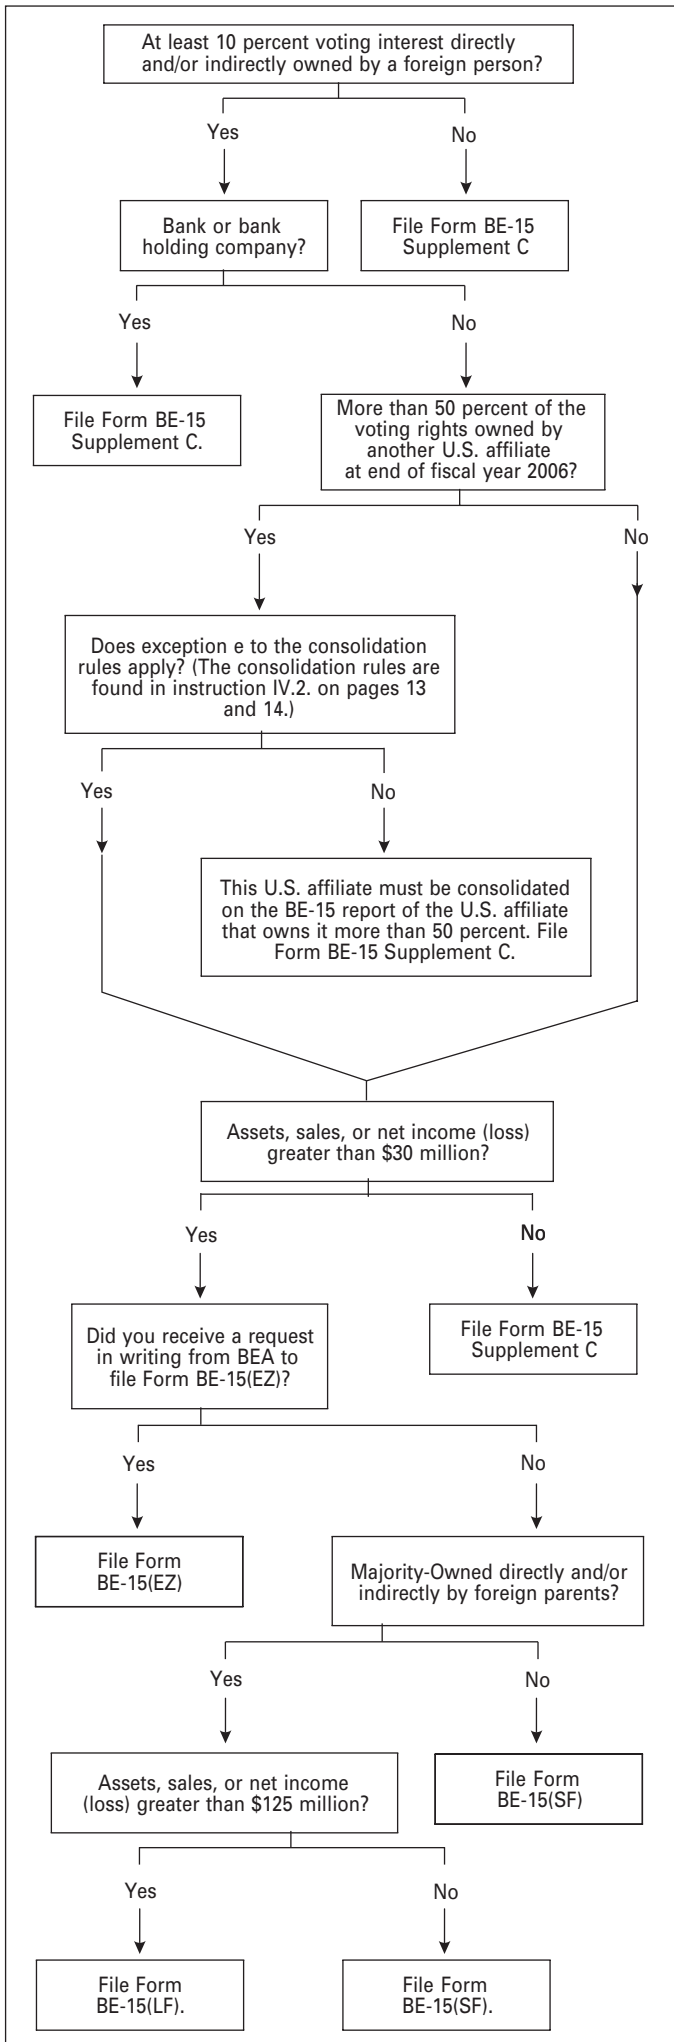 At least 10 percent voting interest directly
and/or indirectly owned by a foreign person?
Yes
No
Bank or bank
holding company?
File Form BE-15
Supplement C
Yes
No
File Form BE-15
Supplement C.
More than 50 percent of the
voting rights owned by
another U.S. affiliate
at end of fiscal year 2006?
Yes
No
Does exception e to the consolidation
rules apply? (The consolidation rules are
found in instruction IV.2. on pages 13
and 14.)
Yes
No
This U.S. affiliate must be consolidated
on the BE-15 report of the U.S. affiliate
that owns it more than 50 percent. File
Form BE-15 Supplement C.
Assets, sales, or net income (loss)
greater than $30 million?
Yes
No
Did you receive a request
in writing from BEA to
file Form BE-15(EZ)?
File Form BE-15
Supplement C
Yes
No
File Form
BE-15(EZ)
Majority-Owned directly and/or
indirectly by foreign parents?
Yes
No
Assets, sales, or net income
(loss) greater than $125 million?
File Form
BE-15(SF)
Yes
No
File Form
BE-15(LF).
File Form
BE-15(SF).